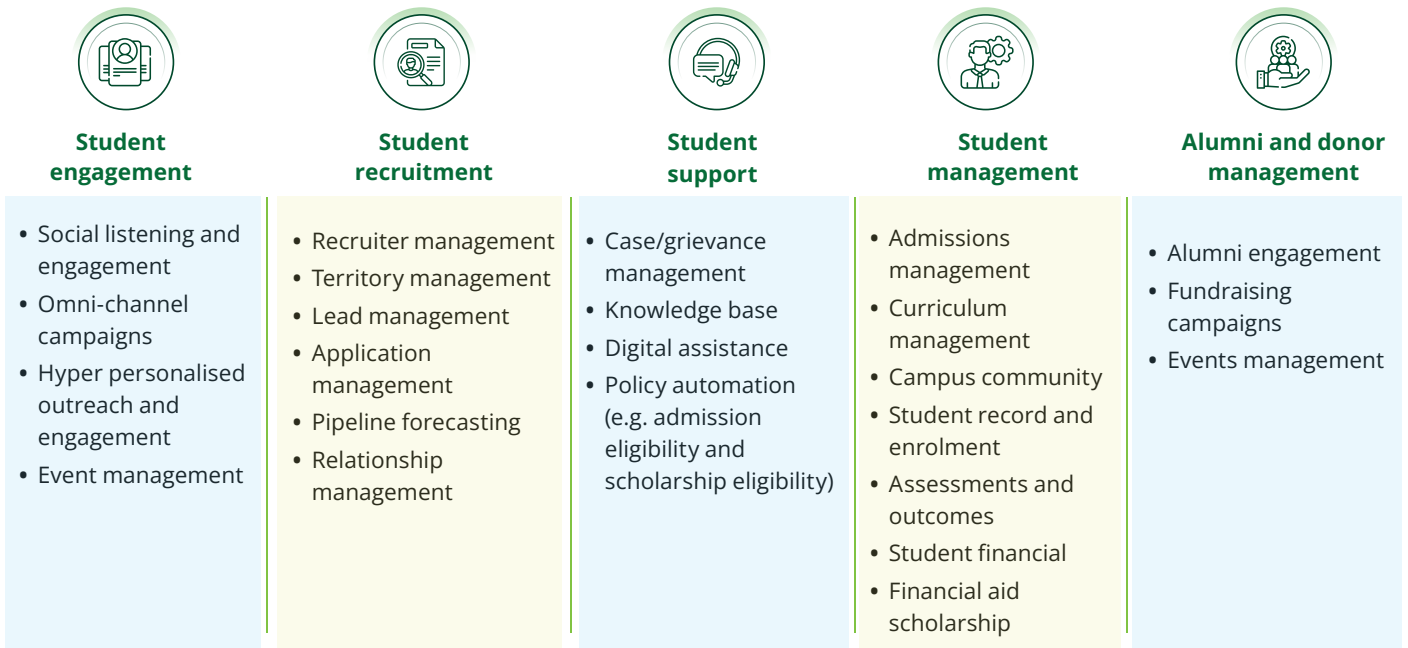 Student
engagement
• Social listening and
engagement
• Omni-channel
campaigns
• Hyper personalised
outreach and
engagement
• Event management
Student
recruitment
• Recruiter management
• Territory management
• Lead management
• Application
management
• Pipeline forecasting
• Relationship
management
Student
support
• Case/grievance
management
• Knowledge base
• Digital assistance
• Policy automation
(e.g. admission
eligibility and
scholarship eligibility)
Student
management
• Admissions
management
• Curriculum
management
• Campus community
• Student record and
enrolment
• Assessments and
outcomes
• Student financial
• Financial aid
scholarship
Alumni and donor
management
• Alumni engagement
• Fundraising
campaigns
• Events management